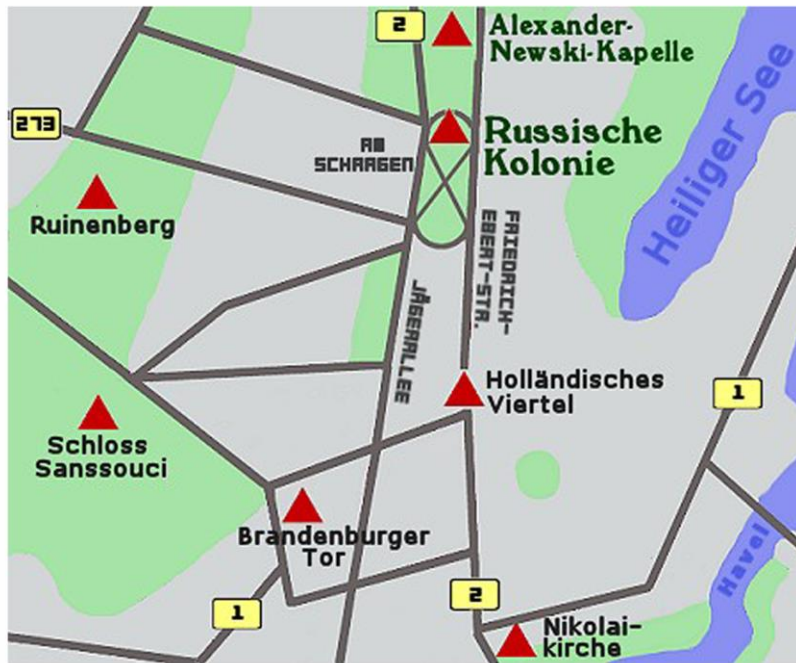 2
Alexander-
Newski-Kapelle
273
AM
SCHRAGEN
Russische
Kolonie
Heiliger See
Ruinenberg
FRIEDRICH-
EBERT-STR.
JÄGERALLEE
Holländisches
Viertel
1
Schloss
Sanssouci
Brandenburger
Tor
Havel
1
2
Nikolai-
kirche